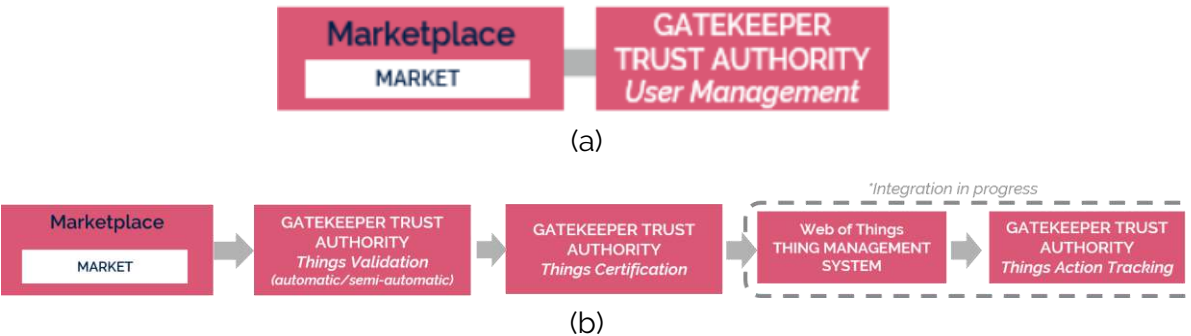 Marketplace
MARKET
GATEKEEPER
TRUST AUTHORITY
User Management
(a)
*Integration in progress
Marketplace
MARKET
GATEKEEPER TRUST
AUTHORITY
Things Validation
(automatic/semi-automatic)
GATEKEEPER TRUST
AUTHORITY
Things Certification
Web of Things
THING MANAGEMENT
SYSTEM
GATEKEEPER TRUST
AUTHORITY
Things Action Tracking
(b)